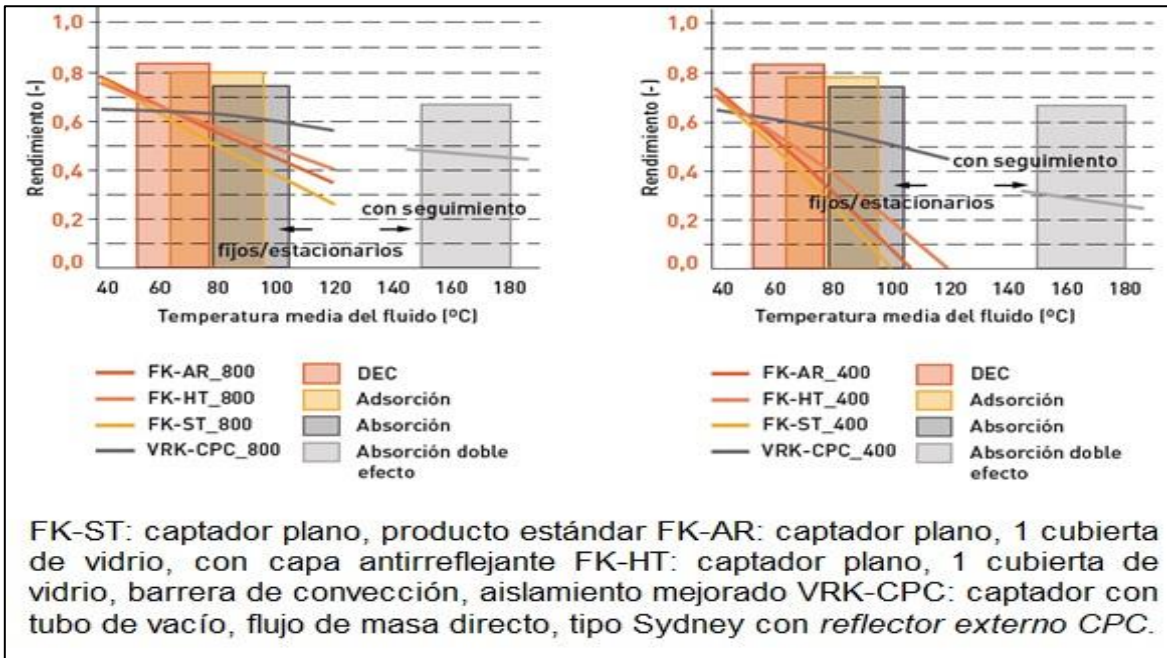 1,0
0,8
0,6
0,4
0,2
0,0
Rendimiento (-)
con seguimiento
fijos/estacionarios
40 60 80 100 120 140 160 180
Temperatura media del fluido (ºC)
FK-AR_800 DEC
FK-HT_800 Adsorción
FK-ST_800 Absorción
VRK-CPC_800 Absorción doble
efecto
1,0
0,8
0,6
0,4
0,2
0,0
Rendimiento (-)
con seguimiento
fijos/estacionarios
40 60 80 100 120 140 160 180
Temperatura media del fluido (ºC)
FK-AR_400 DEC
FK-HT_400 Adsorción
FK-ST_400 Absorción
VRK-CPC_400 Absorción doble
efecto
FK-ST: captador plano, producto estándar FK-AR: captador plano, 1 cubierta
de vidrio, con capa antirreflejante FK-HT: captador plano, 1 cubierta de
vidrio, barrera de convección, aislamiento mejorado VRK-CPC: captador con
tubo de vacío, flujo de masa directo, tipo Sydney con reflector externo CPC.